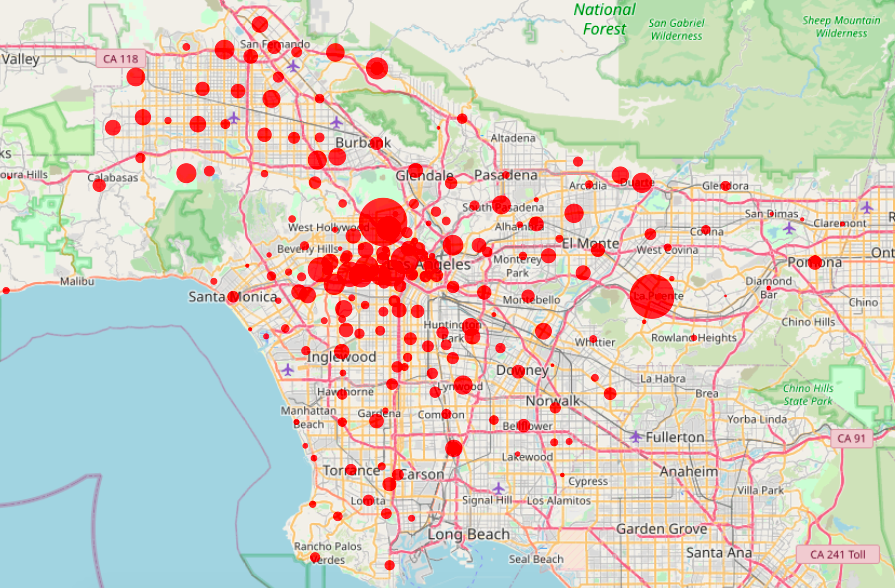 National
Forest
San Gabriel
Wilderness
Sheep Mountain
Wilderness
San Fernando
Valley
CA 118
Altadena
Burbank
Calabasas
Glendale
Pasadena
Arcadia
Duarte
Glendora
South Pasadena
San Dimas
Claremont
West Hollywood
Alhambra
El Monte
Covina
West Covina
Beverly Hills
Los Angeles
Monterey
Park
Pomona
Ont
Malibu
Santa Monica
Montebello
La Puente
Diamond
Bar
Chino
Chino Hills
Huntington
Park
Whittier
Rowland Heights
Inglewood
Downey
La Habra
Brea
Chino Hills
State Park
Hawthorne
Lynwood
Norwalk
Manhattan
Beach
Gardena
Compton
Bellflower
Yorba Linda
CA 91
Fullerton
Lakewood
Torrance
Carson
Cypress
Anaheim
Villa Park
Signal Hill
Los Alamitos
Lomita
Long Beach
Garden Grove
Rancho Palos
Verdes
Seal Beach
Santa Ana
CA 241 Toll